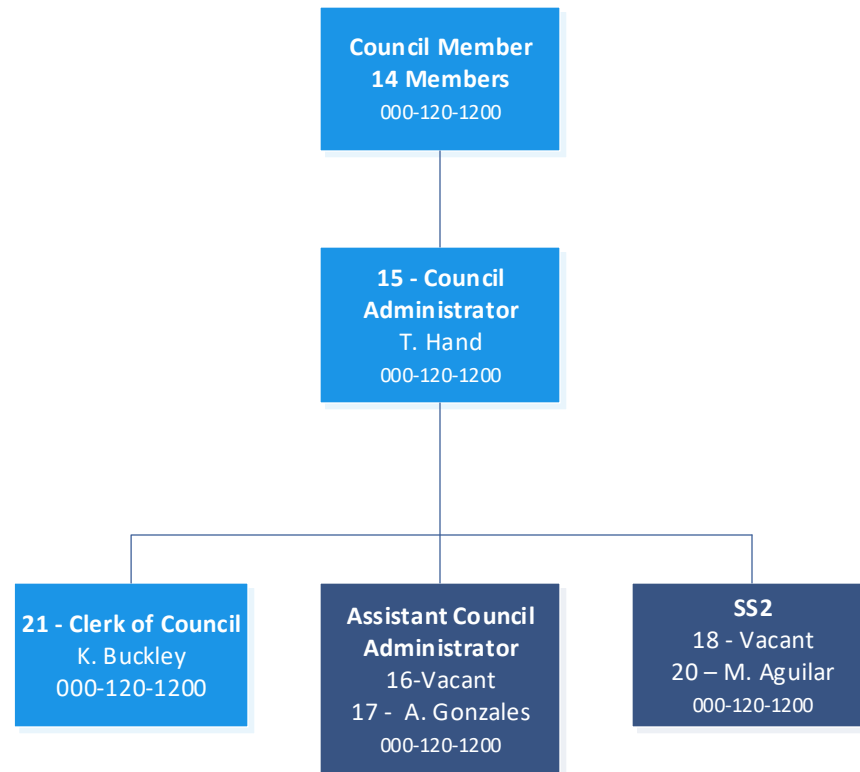 Council Member
14 Members
000-120-1200
15 - Council
Administrator
T. Hand
000-120-1200
21 - Clerk of Council
K. Buckley
000-120-1200
Assistant Council
Administrator
16-Vacant
17 - A. Gonzales
000-120-1200
SS2
18 - Vacant
20 – M. Aguilar
000-120-1200